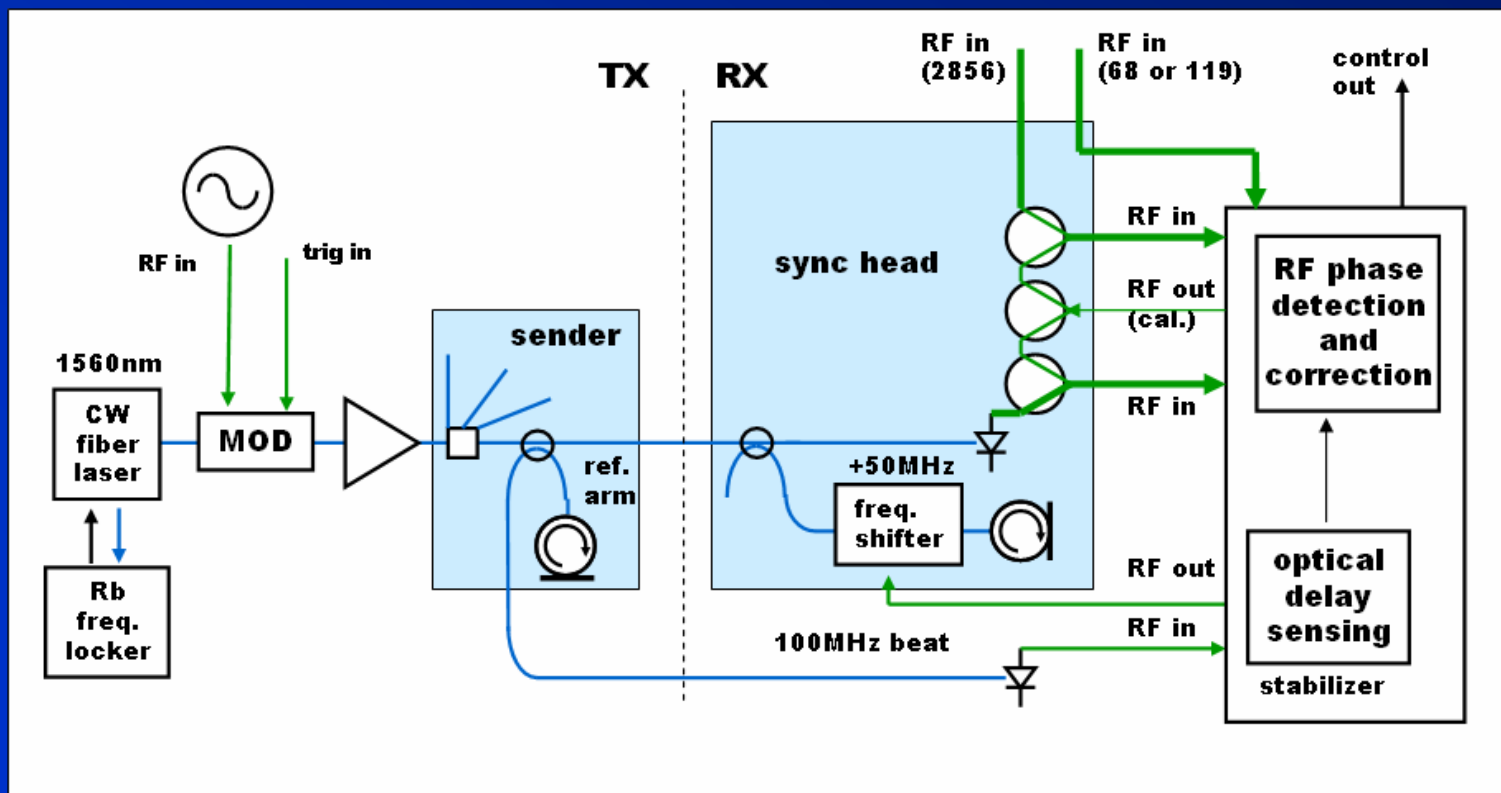 TX
RX
RF in
(2856)
RF in
(68 or 119)
control
out
RF in
trig in
1560nm
CW
fiber
laser
MOD
Rb
freq.
locker
sender
ref.
arm
sync head
+50MHz
freq.
shifter
100MHz beat
RF in
RF out
(cal.)
RF in
RF out
RF in
RF phase
detection
and
correction
optical
delay
sensing
stabilizer